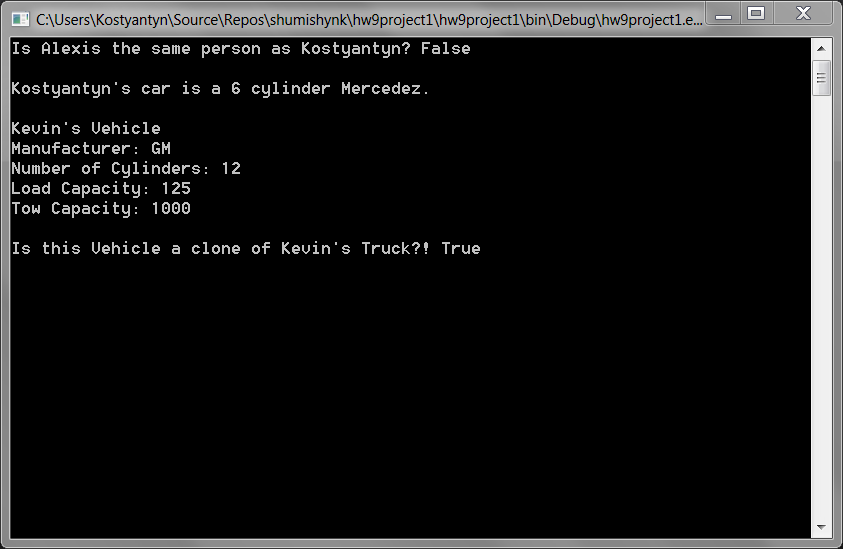 C:\Users\Kostyantyn\Source\Repos\shumishynk\hw9project1\hw9project1\bin\Debug\hw9project1.e...
Is Alexis the same person as Kostyantyn? False
Kostyantyn's car is a 6 cylinder Mercedez.
Kevin's Vehicle
Manufacturer: GM
Number of Cylinders: 12
Load Capacity: 125
Tow Capacity: 1000
Is this Vehicle a clone of Kevin's Truck?! True